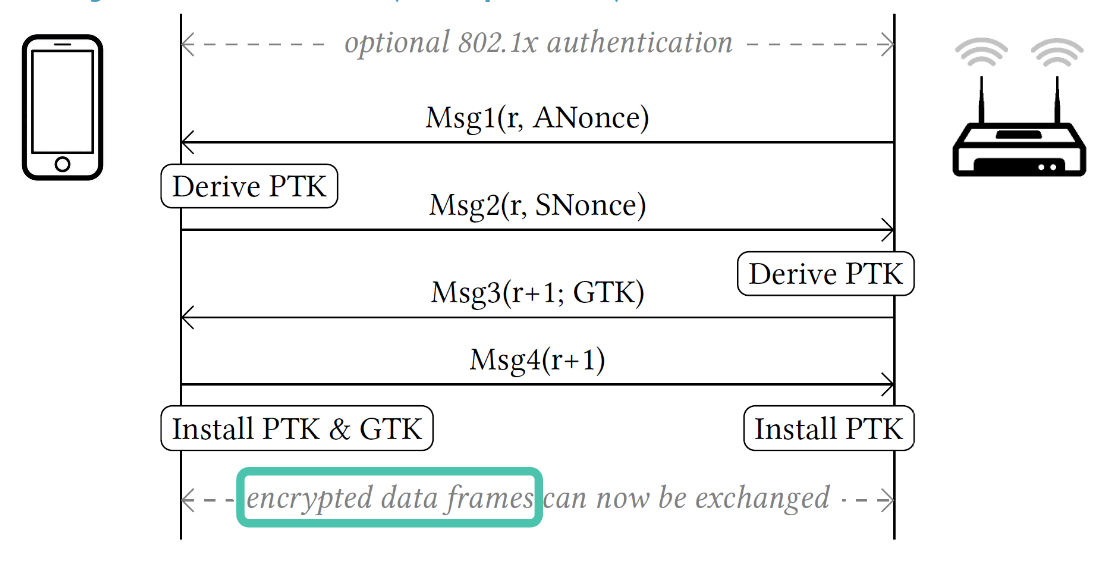 optional 802.1x authentication
Msg1(r, ANonce)
Derive PTK
Msg2(r, SNonce)
Derive PTK
Msg3(r+1; GTK)
Msg4(r+1)
Install PTK & GTK
Install PTK
encrypted data frames can now be exchanged